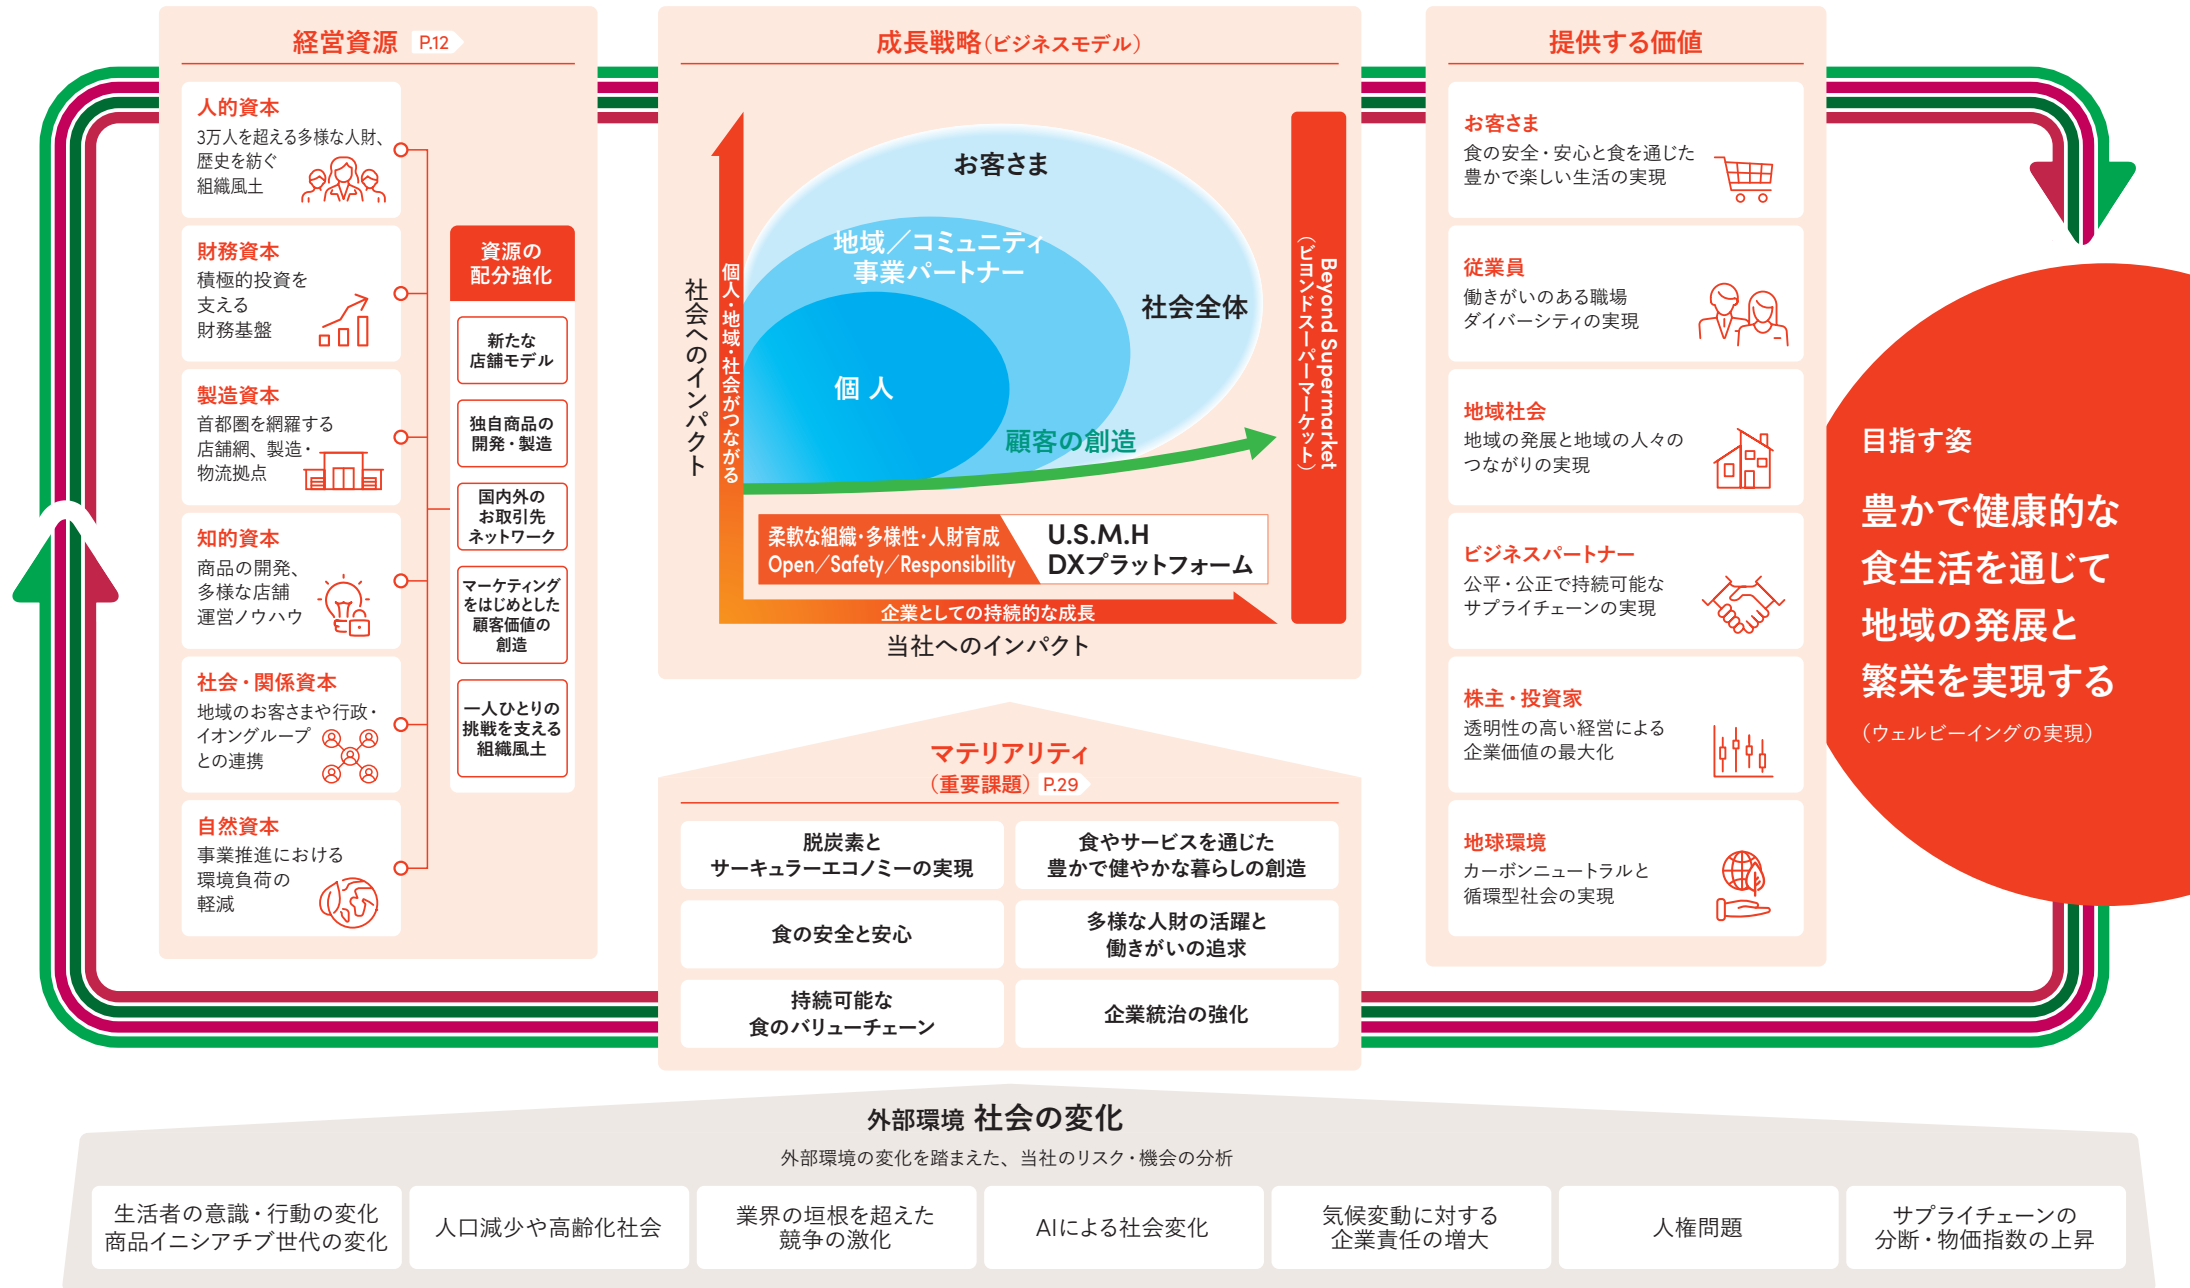 経営資源 P.12
人的資本
3万人を超える多様な人財、
歴史を紡ぐ
組織風土
財務資本
積極的投資を
支える
財務基盤
製造資本
首都圏を網羅する
店舗網、製造・
物流拠点
知的資本
商品の開発、
多様な店舗
運営ノウハウ
社会・関係資本
地域のお客さまや行政・
イオングループ
との連携
自然資本
事業推進における
環境負荷の
軽減
資源の
配分強化
新たな
店舗モデル
独自商品の
開発・製造
国内外の
お取引先
ネットワーク
マーケティング
をはじめとした
顧客価値の
創造
一人ひとりの
挑戦を支える
組織風土
成長戦略（ビジネスモデル）
社会へのインパクト
個人・地域・社会がつながる
お客さま
地域／コミュニティ
事業パートナー
社会全体
個人
顧客の創造
柔軟な組織・多様性・人財育成
Open／Safety／Responsibility
U.S.M.H
DXプラットフォーム
企業としての持続的な成長
当社へのインパクト
Beyond Supermarket
（ビヨンドスーパーマーケット）
マテリアリティ
（重要課題） P.29
脱炭素と
サーキュラーエコノミーの実現
食やサービスを通じた
豊かで健やかな暮らしの創造
食の安全と安心
多様な人財の活躍と
働きがいの追求
持続可能な
食のバリューチェーン
企業統治の強化
提供する価値
お客さま
食の安全・安心と食を通じた
豊かで楽しい生活の実現
従業員
働きがいのある職場
ダイバーシティの実現
地域社会
地域の発展と地域の人々の
つながりの実現
ビジネスパートナー
公平・公正で持続可能な
サプライチェーンの実現
株主・投資家
透明性の高い経営による
企業価値の最大化
地球環境
カーボンニュートラルと
循環型社会の実現
目指す姿
豊かで健康的な
食生活を通じて
地域の発展と
繁栄を実現する
（ウェルビーイングの実現）
外部環境 社会の変化
外部環境の変化を踏まえた、当社のリスク・機会の分析
生活者の意識・行動の変化
商品イニシアチブ世代の変化
人口減少や高齢化社会
業界の垣根を超えた
競争の激化
AIによる社会変化
気候変動に対する
企業責任の増大
人権問題
サプライチェーンの
分断・物価指数の上昇